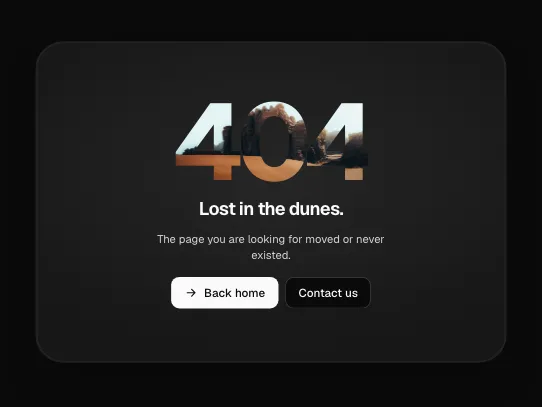 404
Lost in the dunes.
The page you are looking for moved or never
existed.
→ Back home
Contact us